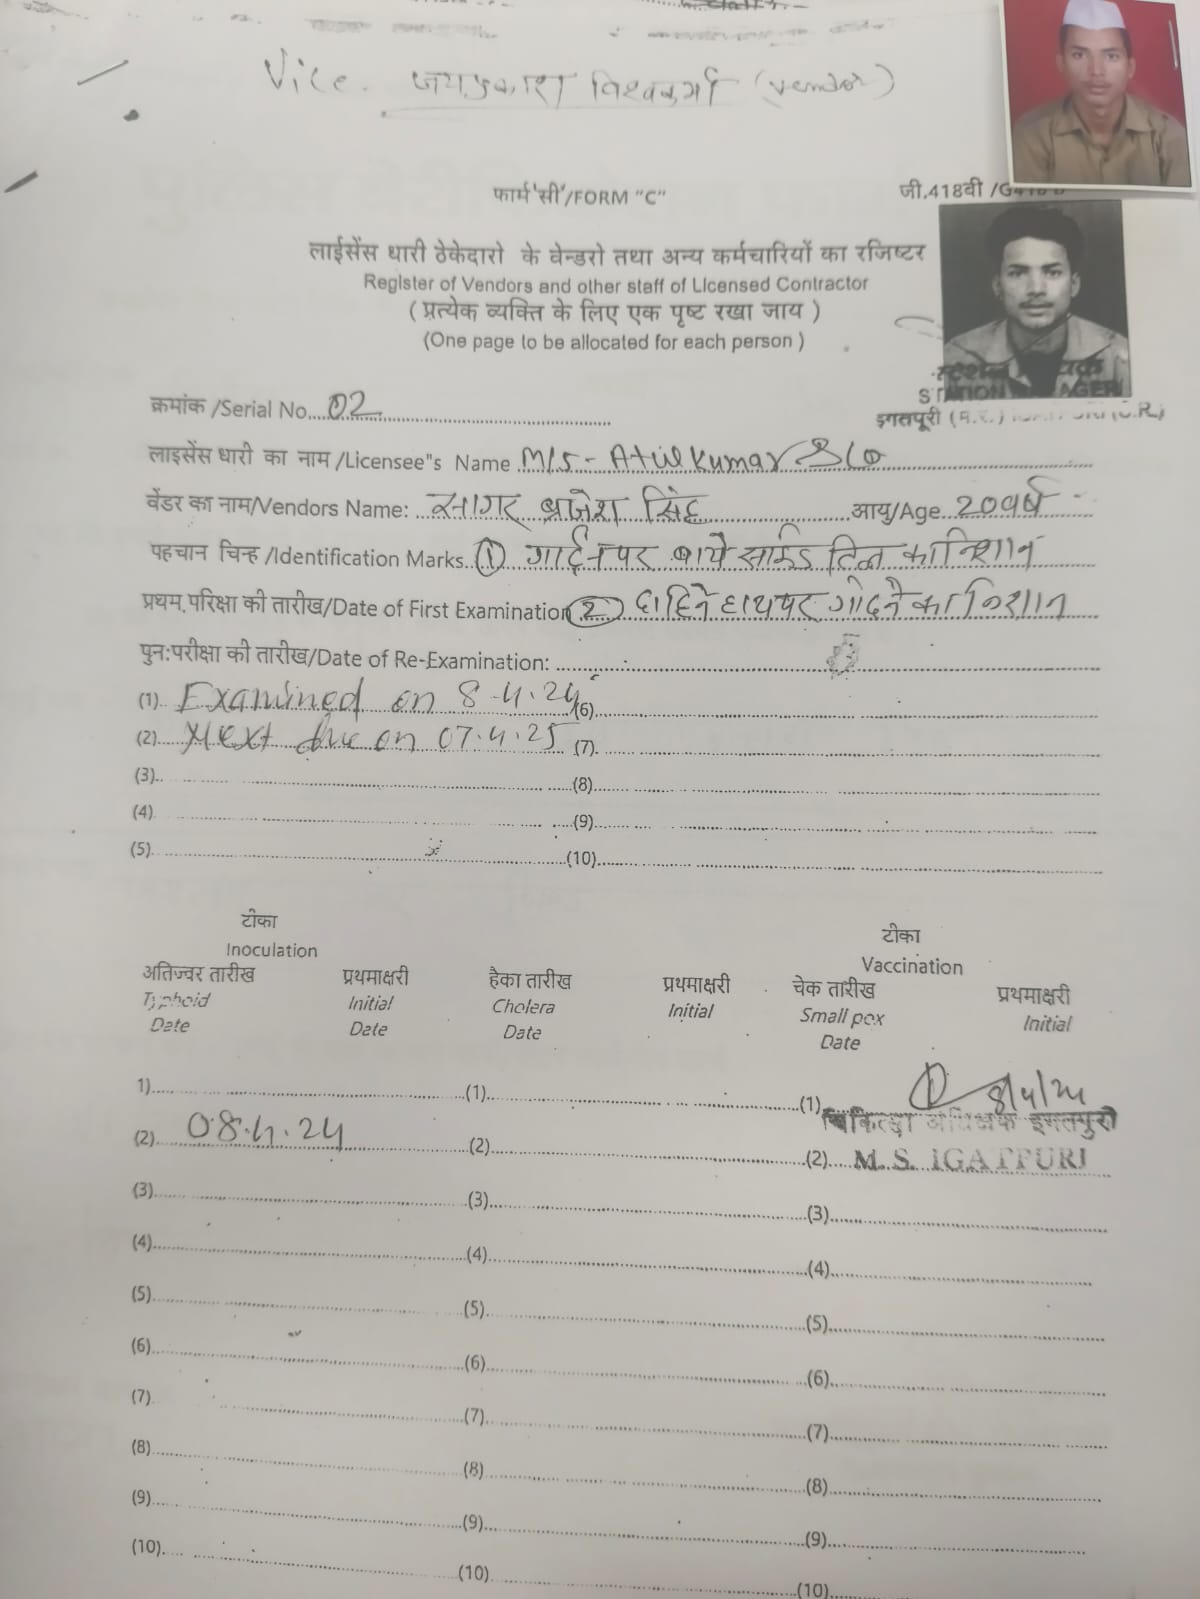 Vice. जयप्रकाश विश्वकर्मा (vendor)
फार्म 'सी'/FORM "C"
जी.418बी /G418 B
लाईसेंस धारी ठेकेदारो के वेन्डरो तथा अन्य कर्मचारियों का रजिष्टर
Register of Vendors and other staff of Licensed Contractor
( प्रत्येक व्यक्ति के लिए एक पृष्ट रखा जाय )
(One page to be allocated for each person )
STATION MANAGER
इगतपूरी (म.रे.) (C.R.)
क्रमांक /Serial No. 02
लाइसेंस धारी का नाम /Licensee"s Name M/s - Atul Kumar & Co
वेंडर का नाम/Vendors Name: सागर ब्रजेश सिंह आयु/Age 20 वर्ष
पहचान चिन्ह /Identification Marks. (1) गार्दनपर बाये साईड तिल का निशान
प्रथम परिक्षा की तारीख/Date of First Examination (2) दाहिने हाथपर गोदने का निशान
पुन:परीक्षा की तारीख/Date of Re-Examination:
(1) Examined on 8.4.24 (6)
(2) Next due on 07.4.25 (7)
(3) (8)
(4) (9)
(5) (10)
टीका टीका
Inoculation Vaccination
अतिज्वर तारीख प्रथमाक्षरी हैका तारीख प्रथमाक्षरी चेक तारीख प्रथमाक्षरी
Typhoid Initial Cholera Initial Small pox Initial
Date Date Date Date
1) (1) (1) 8/4/24
चिकित्सा अधिक्षक इगतपुरी
(2) 08.4.24 (2) (2) M. S. IGATPURI
(3) (3) (3)
(4) (4) (4)
(5) (5) (5)
(6) (6) (6)
(7) (7) (7)
(8) (8) (8)
(9) (9) (9)
(10) (10) (10)